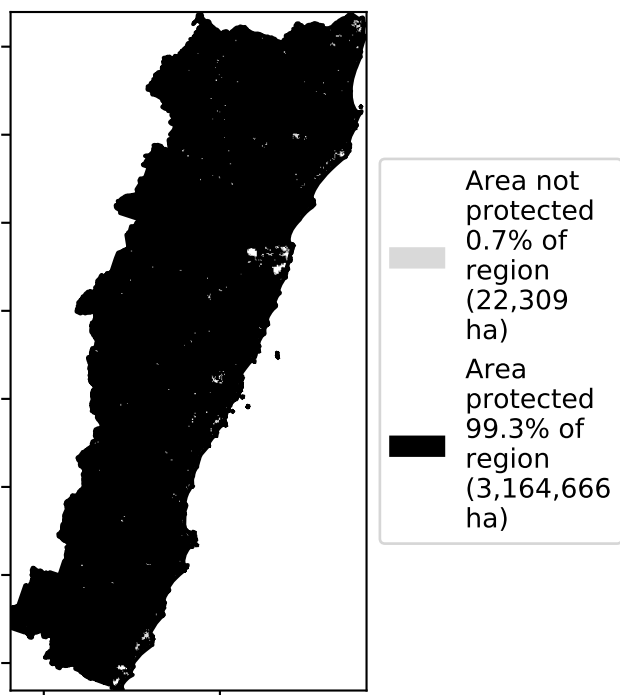 Area not
protected
0.7% of
region
(22,309
ha)
Area
protected
99.3% of
region
(3,164,666
ha)